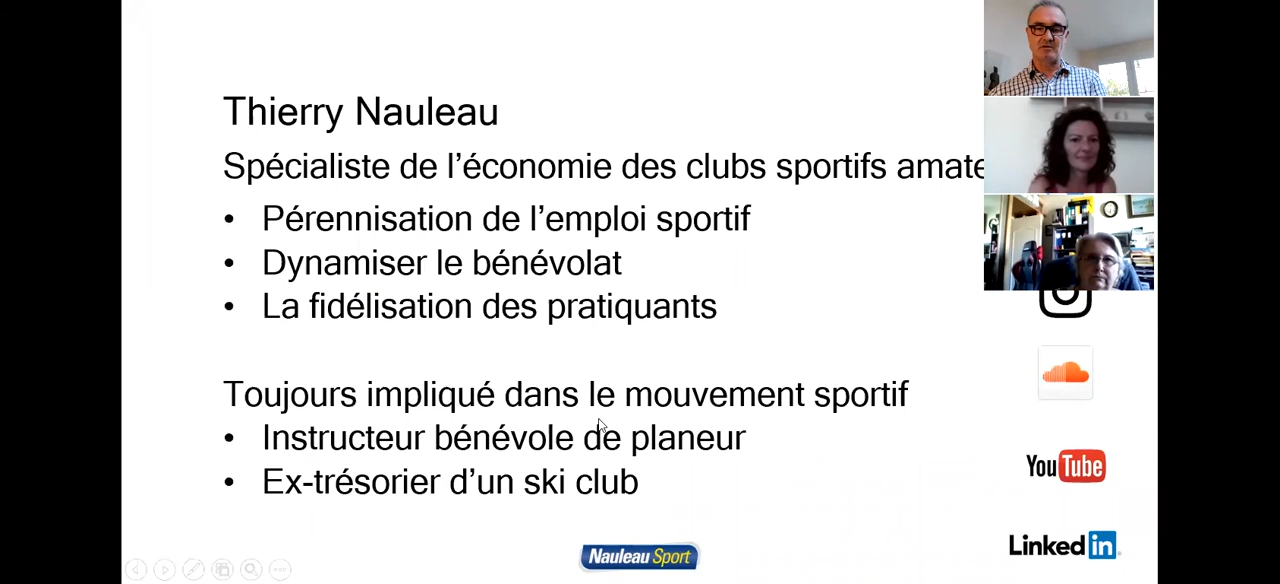 Thierry Nauleau
Spécialiste de l’économie des clubs sportifs amate
• Pérennisation de l’emploi sportif
• Dynamiser le bénévolat
• La fidélisation des pratiquants
Toujours impliqué dans le mouvement sportif
• Instructeur bénévole de planeur
• Ex-trésorier d’un ski club
YouTube
Linked in
Nauleau Sport